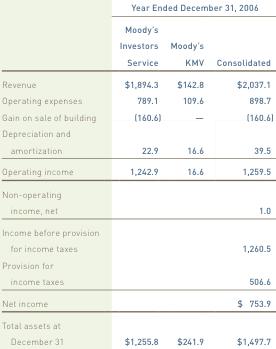 Year Ended December 31, 2006
Moody's
Investors Moody's
Service KMV Consolidated
Revenue $1,894.3 $142.8 $2,037.1
Operating expenses 789.1 109.6 898.7
Gain on sale of building (160.6) — (160.6)
Depreciation and
amortization 22.9 16.6 39.5
Operating income 1,242.9 16.6 1,259.5
Non-operating
income, net 1.0
Income before provision
for income taxes 1,260.5
Provision for
income taxes 506.6
Net income $ 753.9
Total assets at
December 31 $1,255.8 $241.9 $1,497.7